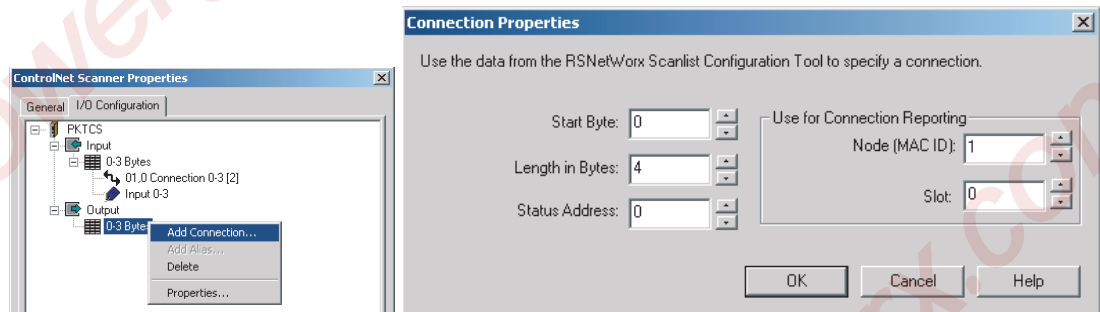 ControlNet Scanner Properties
General I/O Configuration
PKTCS
Input
0-3 Bytes
01,0 Connection 0-3 [2]
Input 0-3
Output
0-3 Bytes
Add Connection...
Add Alias...
Delete
Properties...
Connection Properties
Use the data from the RSNetWorx Scanlist Configuration Tool to specify a connection.
Start Byte: 0
Length in Bytes: 4
Status Address: 0
Use for Connection Reporting
Node (MAC ID): 1
Slot: 0
OK Cancel Help